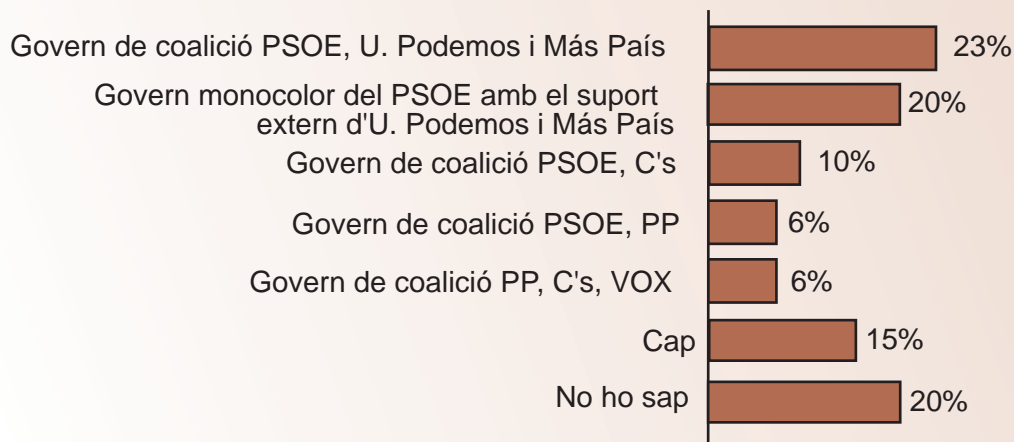 Govern de coalició PSOE, U. Podemos i Más País 23%
Govern monocolor del PSOE amb el suport
extern d'U. Podemos i Más País 20%
Govern de coalició PSOE, C's 10%
Govern de coalició PSOE, PP 6%
Govern de coalició PP, C's, VOX 6%
Cap 15%
No ho sap 20%